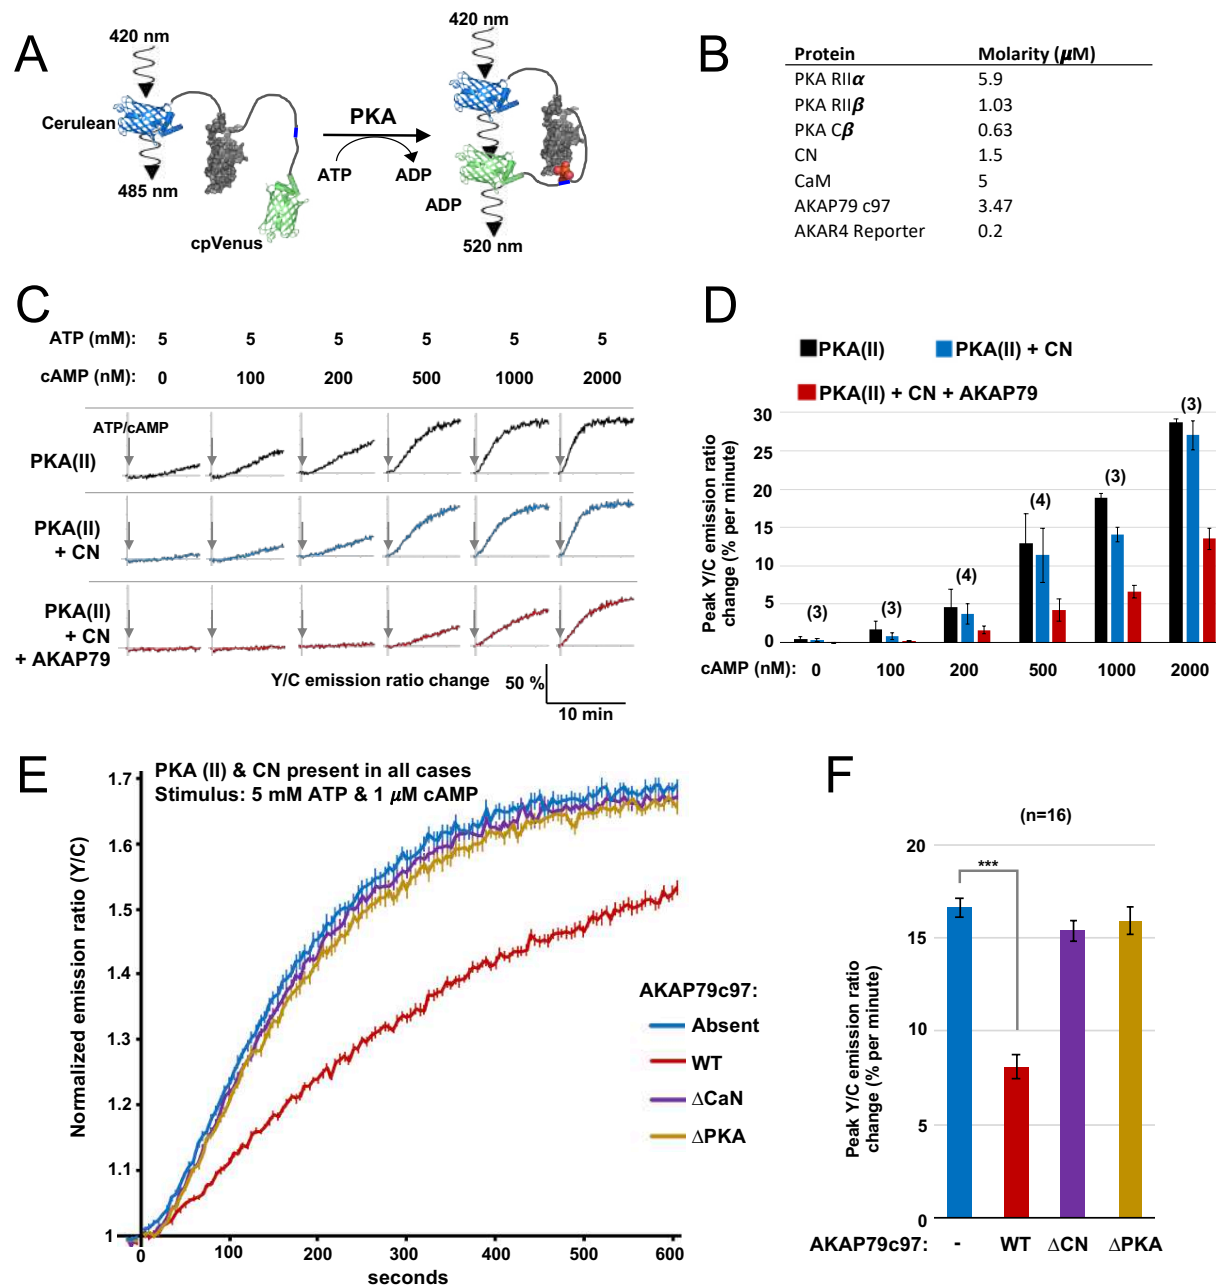 A
420 nm
420 nm
Cerulean
PKA
ATP
ADP
485 nm
ADP
cpVenus
520 nm
B
Protein Molarity (μM)
PKA RIIα 5.9
PKA RIIβ 1.03
PKA Cβ 0.63
CN 1.5
CaM 5
AKAP79 c97 3.47
AKAR4 Reporter 0.2
C
ATP (mM): 5 5 5 5 5 5
cAMP (nM): 0 100 200 500 1000 2000
ATP/cAMP
PKA(II)
PKA(II)
+ CN
PKA(II)
+ CN
+ AKAP79
Y/C emission ratio change 50 %
10 min
D
PKA(II) PKA(II) + CN
PKA(II) + CN + AKAP79
Peak Y/C emission ratio
change (% per minute)
30
25
20
15
10
5
0
(3) (3) (4) (4) (3) (3)
cAMP (nM): 0 100 200 500 1000 2000
E
PKA (II) & CN present in all cases
Stimulus: 5 mM ATP & 1 μM cAMP
Normalized emission ratio (Y/C)
1.7
1.6
1.5
1.4
1.3
1.2
1.1
1
AKAP79c97:
Absent
WT
ΔCaN
ΔPKA
0 100 200 300 400 500 600
seconds
F
(n=16)
Peak Y/C emission ratio
change (% per minute)
20
15
10
5
0
***
AKAP79c97: - WT ΔCN ΔPKA